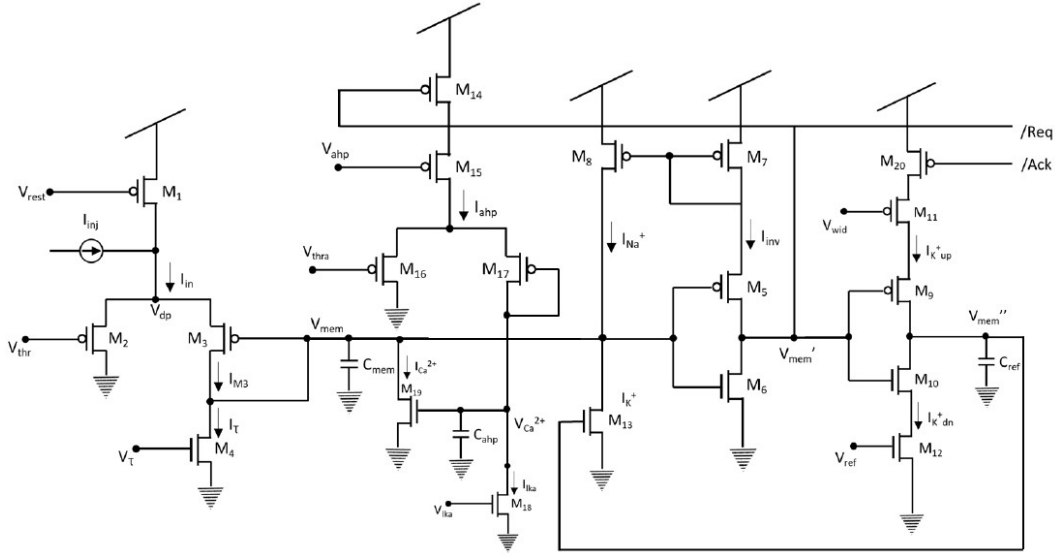 M14
/Req
Vahp
M15
M8
M7
M20
/Ack
Vrest
M1
Iahp
M11
Vwid
Iinj
INa+
Iinv
IK+up
Iin
Vthra
M16
M17
M5
M9
Vdp
Vmem
Vmem''
Vthr
M2
M3
Cmem
ICa2+
Vmem'
Cref
IM3
M19
M6
M10
IK+
Iτ
VCa2+
M13
IK+dn
Vτ
M4
Cahp
Vref
M12
Ilka
Vlka
M18